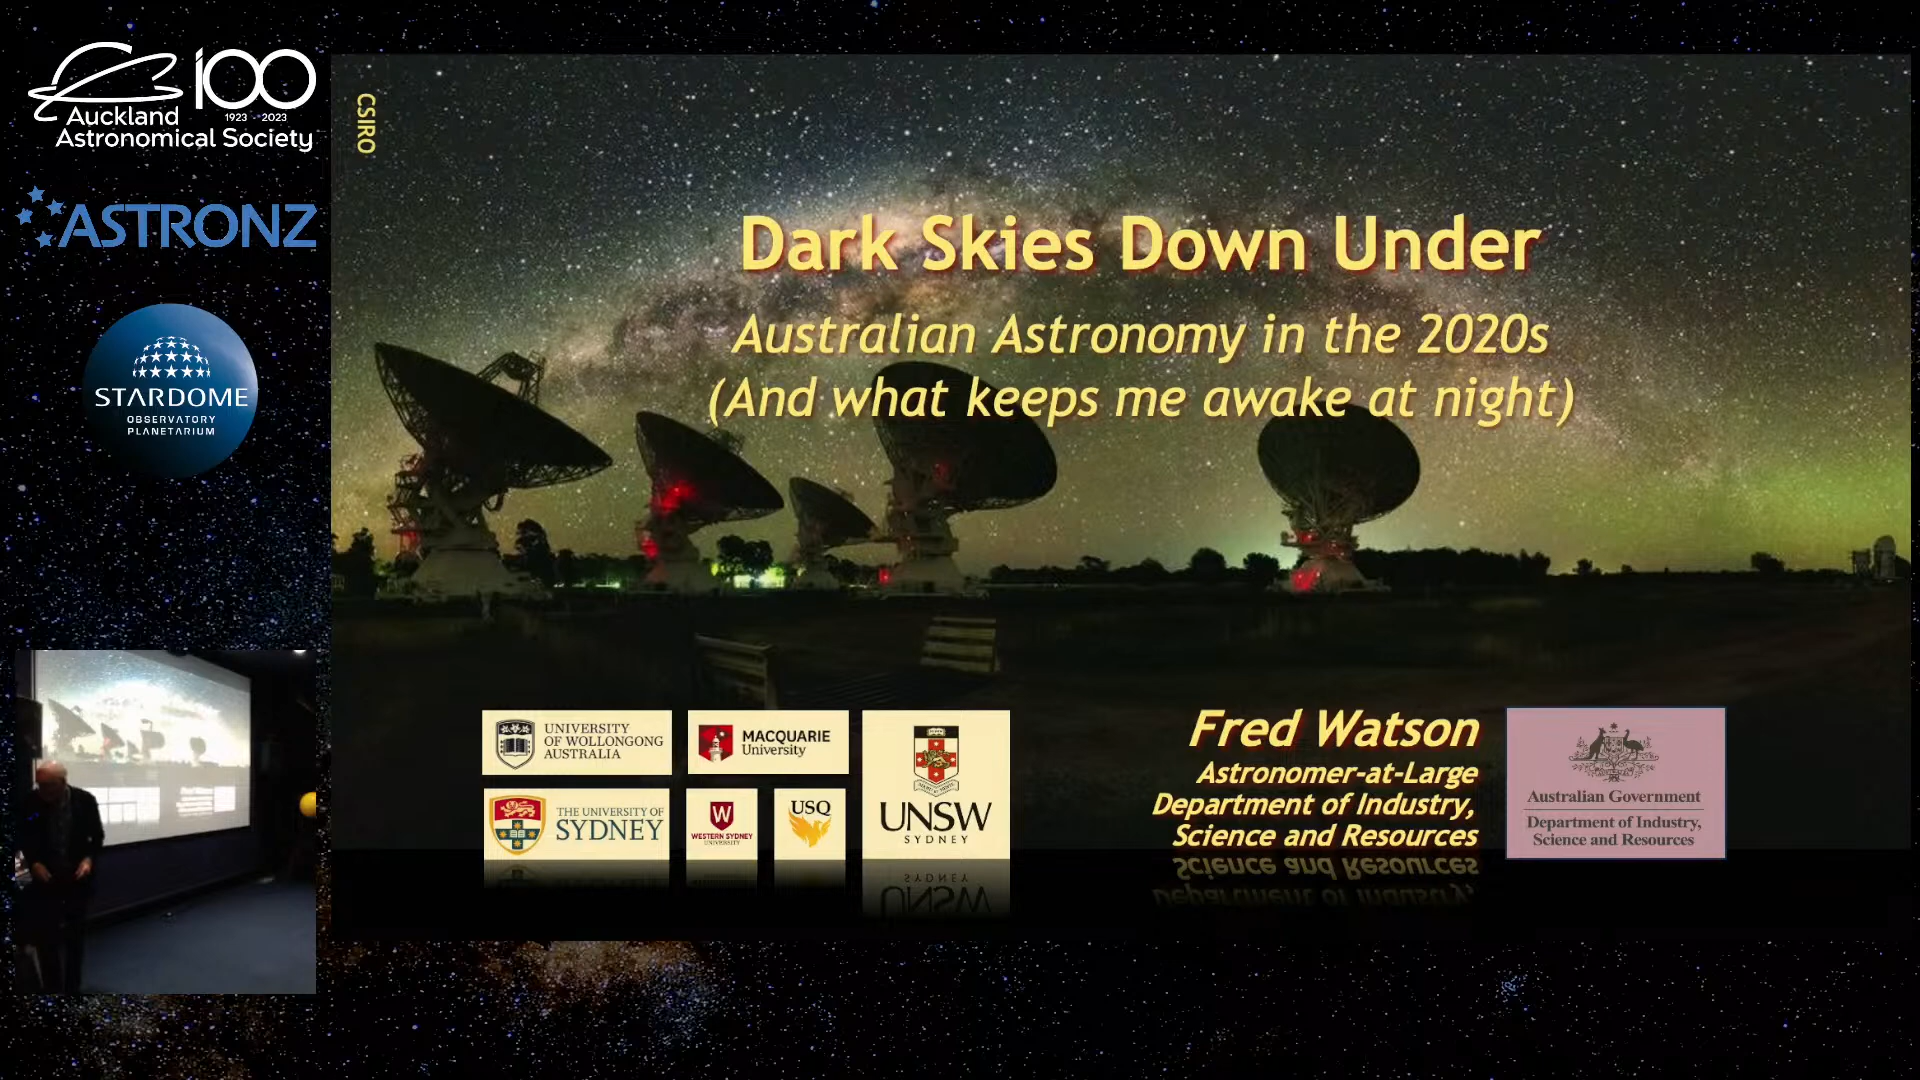 100
1923 - 2023
Auckland
Astronomical Society
ASTRONZ
STARDOME
OBSERVATORY
PLANETARIUM
CSIRO
Dark Skies Down Under
Australian Astronomy in the 2020s
(And what keeps me awake at night)
UNIVERSITY
OF WOLLONGONG
AUSTRALIA
MACQUARIE
University
THE UNIVERSITY OF
SYDNEY
W
WESTERN SYDNEY
UNIVERSITY
USQ
UNSW
SYDNEY
Fred Watson
Astronomer-at-Large
Department of Industry,
Science and Resources
Australian Government
Department of Industry,
Science and Resources